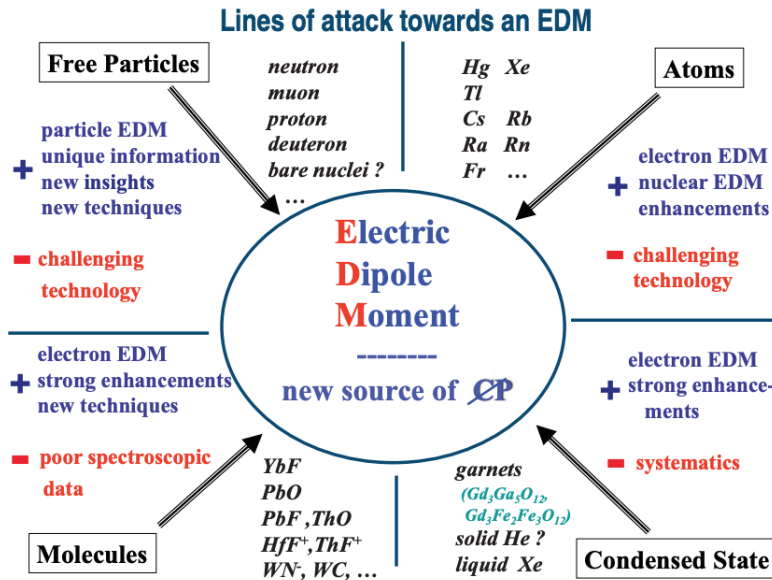 Lines of attack towards an EDM
Free Particles
neutron
muon
proton
deuteron
bare nuclei ?
…
Hg Xe
Tl
Cs Rb
Ra Rn
Fr …
Atoms
+ particle EDM
unique information
new insights
new techniques
- challenging
technology
+ electron EDM
nuclear EDM
enhancements
- challenging
technology
Electric
Dipole
Moment
--------
new source of CP
+ electron EDM
strong enhancements
new techniques
- poor spectroscopic
data
Molecules
YbF
PbO
PbF ,ThO
HfF⁺,ThF⁺
WN⁻, WC, …
garnets
(Gd₃Ga₅O₁₂,
Gd₃Fe₂Fe₃O₁₂)
solid He ?
liquid Xe
+ electron EDM
strong enhance-
ments
- systematics
Condensed State